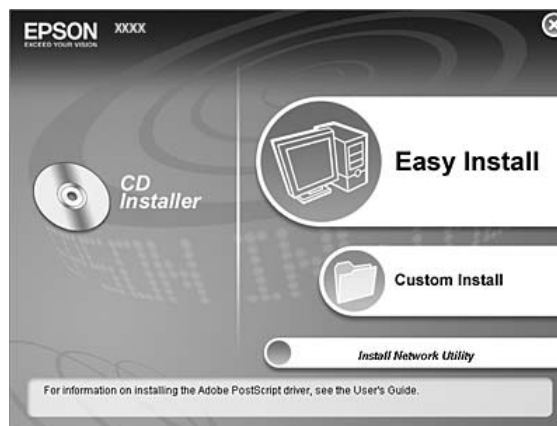 EPSON XXXX
EXCEED YOUR VISION
CD
Installer
Easy Install
Custom Install
Install Network Utility
For information on installing the Adobe PostScript driver, see the User's Guide.